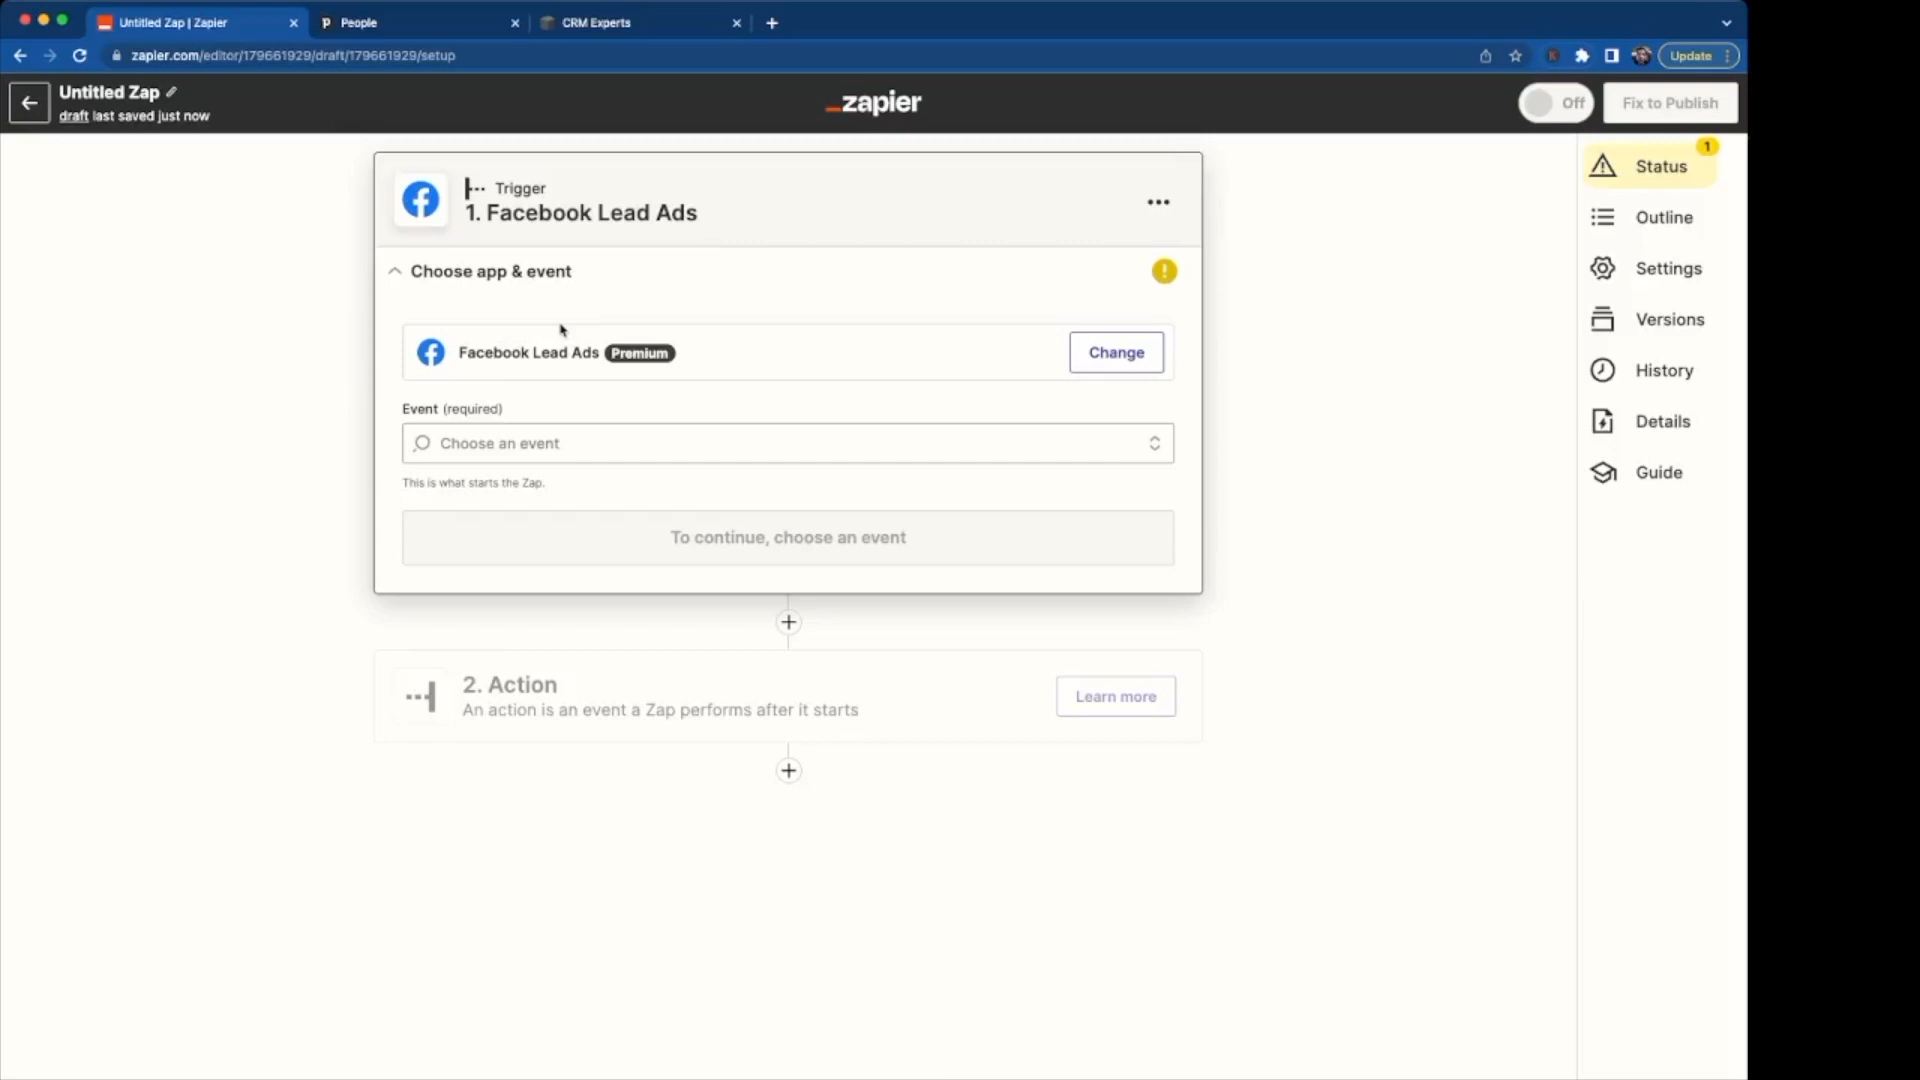 Untitled Zap | Zapier
People
CRM Experts
zapier.com/editor/179661929/draft/179661929/setup
Update
Untitled Zap
draft last saved just now
_zapier
Off
Fix to Publish
Trigger
1. Facebook Lead Ads
Choose app & event
Facebook Lead Ads Premium
Change
Event (required)
Choose an event
This is what starts the Zap.
To continue, choose an event
2. Action
An action is an event a Zap performs after it starts
Learn more
1
Status
Outline
Settings
Versions
History
Details
Guide